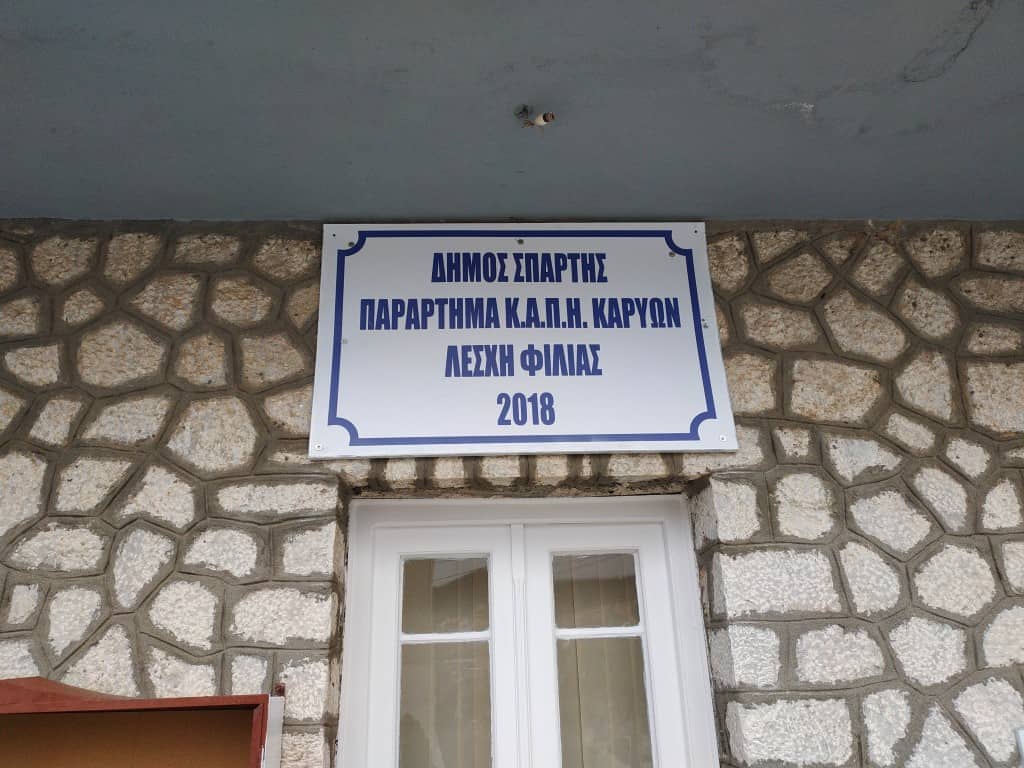 ΔΗΜΟΣ ΣΠΑΡΤΗΣ
ΠΑΡΑΡΤΗΜΑ Κ.Α.Π.Η. ΚΑΡΥΩΝ
ΛΕΣΧΗ ΦΙΛΙΑΣ
2018